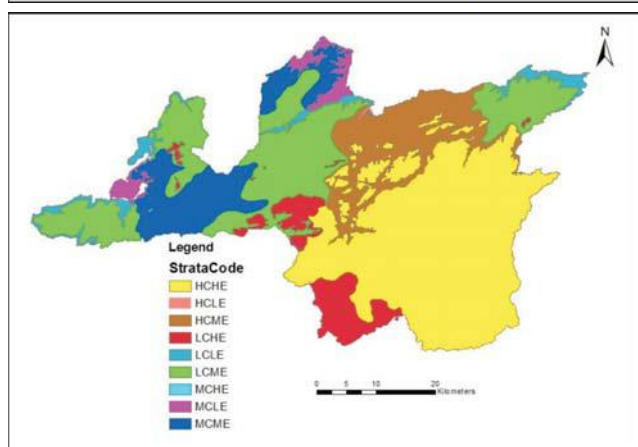 N
Legend
StrataCode
HCHE
HCLE
HCME
LCHE
LCLE
LCME
MCHE
MCLE
MCME
0 5 10 20
Kilometers